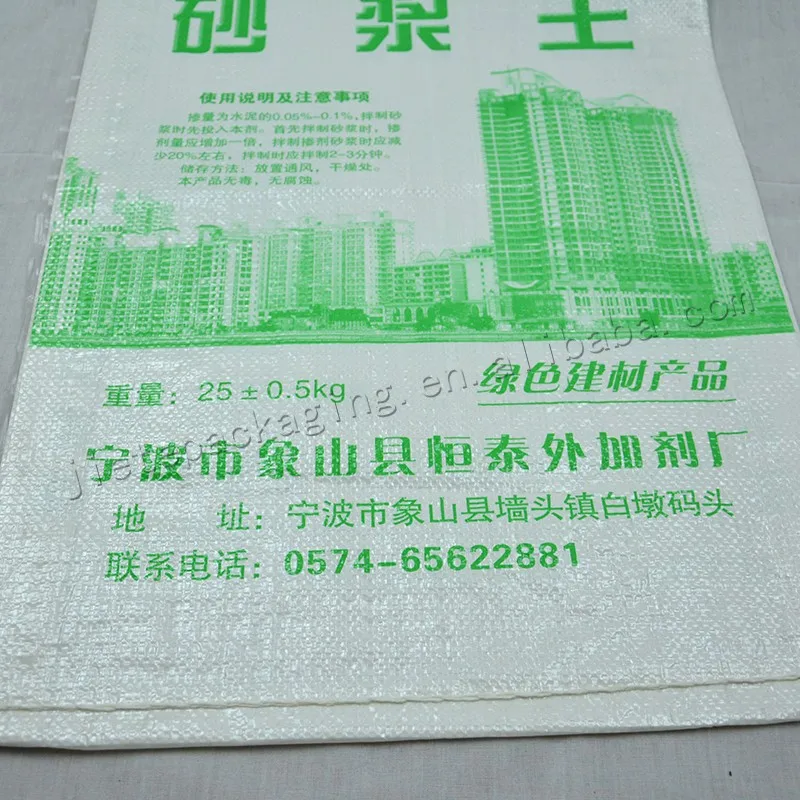 砂浆王
使用说明及注意事项
掺量为水泥的0.05%-0.1%,拌制砂
浆时先投入本剂。首先拌制砂浆时,掺
剂量应增加一倍,拌制掺剂砂浆时应减
少20%左右,拌制时应拌制2-3分钟。
储存方法:放置通风,干燥处。
本产品无毒,无腐蚀。
重量:25±0.5kg
绿色建材产品
宁波市象山县恒泰外加剂厂
地 址:宁波市象山县墙头镇白墩码头
联系电话:0574-65622881
packaging.en.alibaba.com